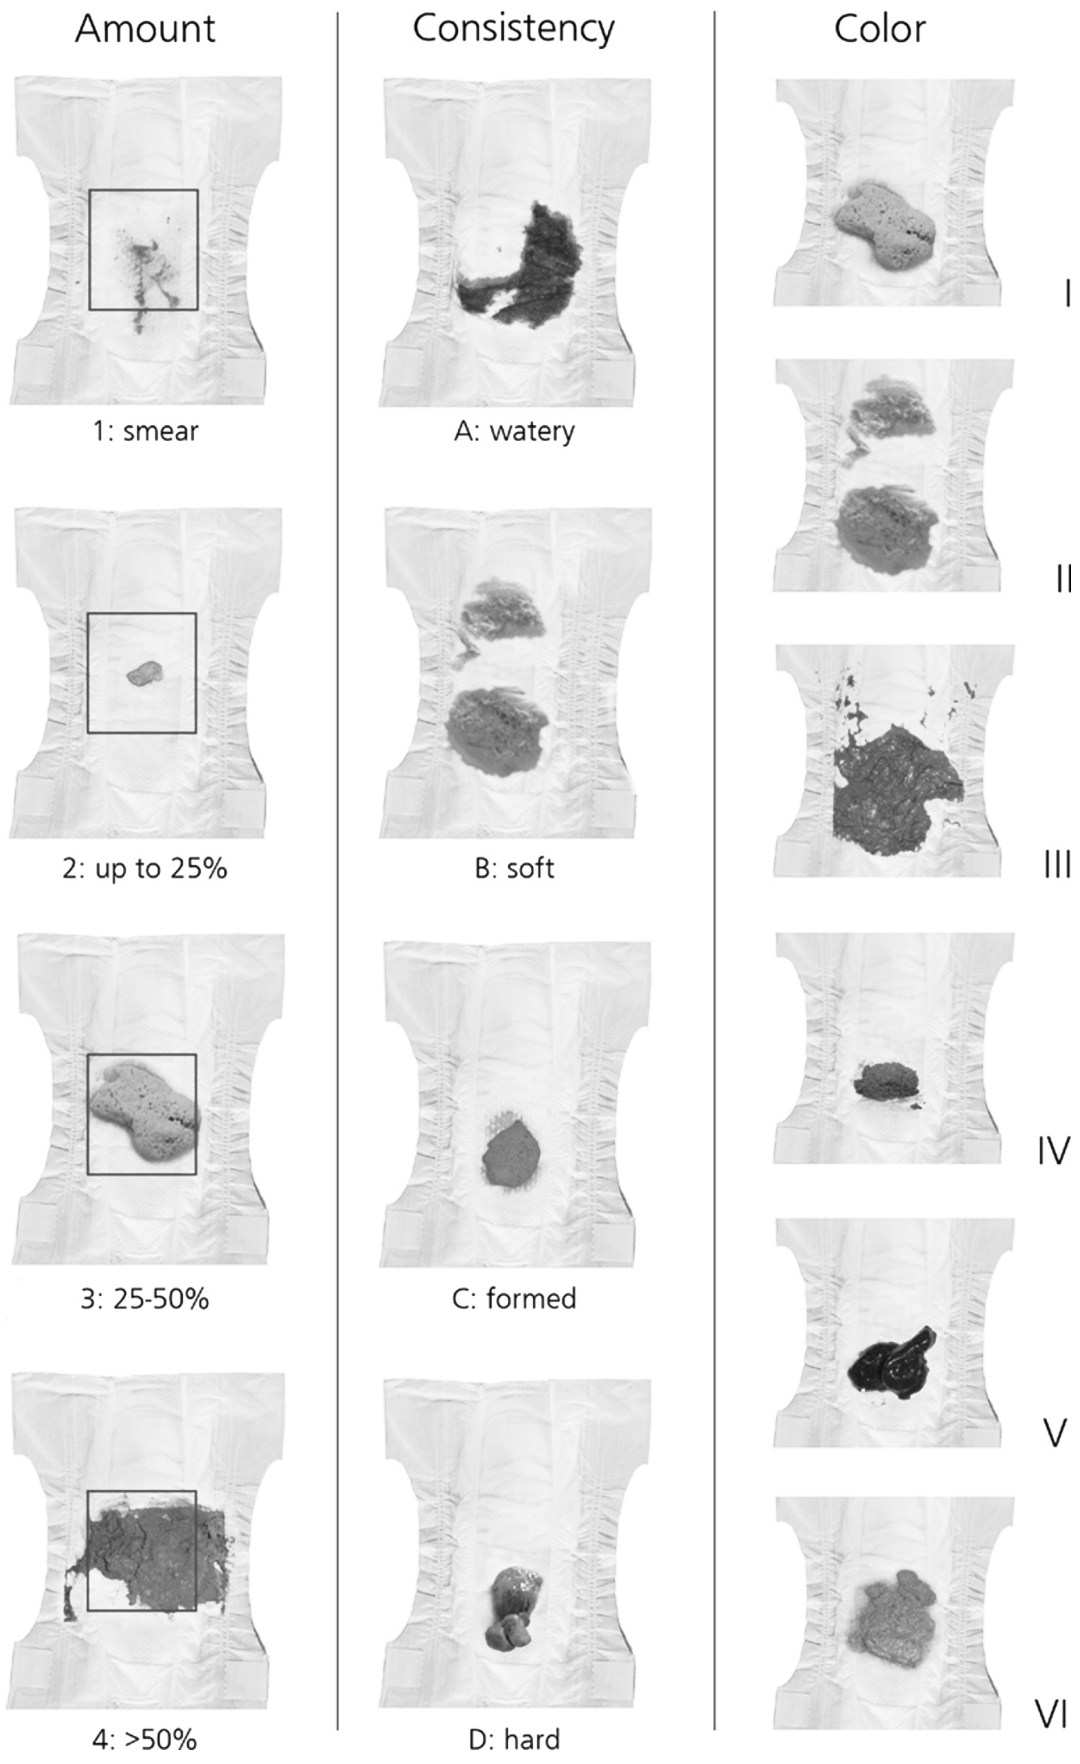 Amount
Consistency
Color
1: smear
2: up to 25%
3: 25-50%
4: >50%
A: watery
B: soft
C: formed
D: hard
I
II
III
IV
V
VI